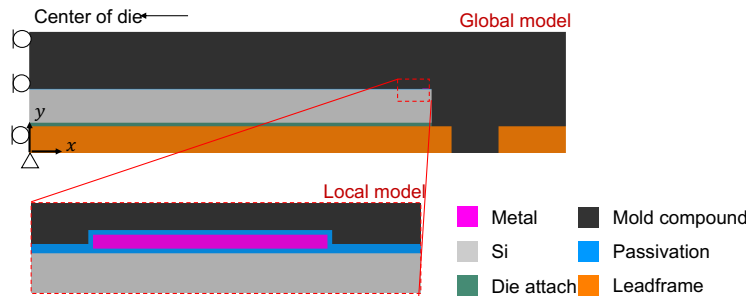 Center of die
Global model
y
x
Local model
Metal
Mold compound
Si
Passivation
Die attach
Leadframe